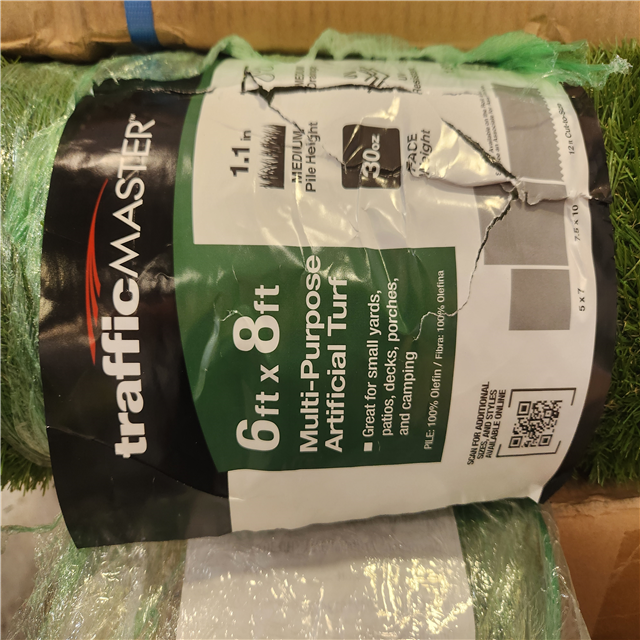 trafficMASTER™
6ft x 8ft
Multi-Purpose
Artificial Turf
Great for small yards,
patios, decks, porches,
and camping
PILE: 100% Olefin / Fibra: 100% Olefina
1.1 in
MEDIUM
Pile Height
30oz
FACE
SCAN FOR ADDITIONAL
SIZES, AND STYLES
AVAILABLE ONLINE
5 x 7
7.5 x 10
12 ft Cut-to-Size